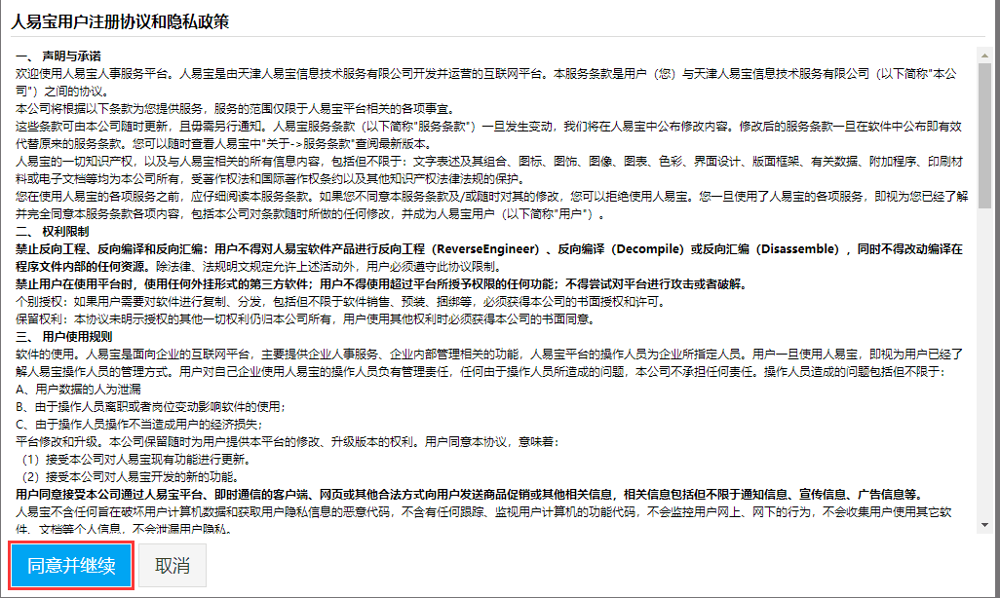 人易宝用户注册协议和隐私政策
一、 声明与承诺
欢迎使用人易宝人事服务平台。人易宝是由天津人易宝信息技术服务有限公司开发并运营的互联网平台。本服务条款是用户（您）与天津人易宝信息技术服务有限公司（以下简称"本公
司"）之间的协议。
本公司将根据以下条款为您提供服务，服务的范围仅限于人易宝平台相关的各项事宜。
这些条款可由本公司随时更新，且毋需另行通知。人易宝服务条款（以下简称"服务条款"）一旦发生变动，我们将在人易宝中公布修改内容。修改后的服务条款一旦在软件中公布即有效
代替原来的服务条款。您可以随时查看人易宝中"关于->服务条款"查阅最新版本。
人易宝的一切知识产权，以及与人易宝相关的所有信息内容，包括但不限于：文字表述及其组合、图标、图饰、图像、图表、色彩、界面设计、版面框架、有关数据、附加程序、印刷材
料或电子文档等均为本公司所有，受著作权法和国际著作权条约以及其他知识产权法律法规的保护。
您在使用人易宝的各项服务之前，应仔细阅读本服务条款。如果您不同意本服务条款及/或随时对其的修改，您可以拒绝使用人易宝。您一旦使用了人易宝的各项服务，即视为您已经了解
并完全同意本服务条款各项内容，包括本公司对条款随时所做的任何修改，并成为人易宝用户（以下简称"用户"）。
二、 权利限制
禁止反向工程、反向编译和反向汇编：用户不得对人易宝软件产品进行反向工程（ReverseEngineer）、反向编译（Decompile）或反向汇编（Disassemble），同时不得改动编译在
程序文件内部的任何资源。除法律、法规明文规定允许上述活动外，用户必须遵守此协议限制。
禁止用户在使用平台时，使用任何外挂形式的第三方软件；用户不得使用超过平台所授予权限的任何功能；不得尝试对平台进行攻击或者破解。
个别授权：如果用户需要对软件进行复制、分发，包括但不限于软件销售、预装、捆绑等，必须获得本公司的书面授权和许可。
保留权利：本协议未明示授权的其他一切权利仍归本公司所有，用户使用其他权利时必须获得本公司的书面同意。
三、 用户使用规则
软件的使用。人易宝是面向企业的互联网平台，主要提供企业人事服务、企业内部管理相关的功能，人易宝平台的操作人员为企业所指定人员。用户一旦使用人易宝，即视为用户已经了
解人易宝操作人员的管理方式。用户对自己企业使用人易宝的操作人员负有管理责任，任何由于操作人员所造成的问题，本公司不承担任何责任。操作人员造成的问题包括但不限于：
A、用户数据的人为泄漏
B、由于操作人员离职或者岗位变动影响软件的使用；
C、由于操作人员操作不当造成用户的经济损失；
平台修改和升级。本公司保留随时为用户提供本平台的修改、升级版本的权利。用户同意本协议，意味着：
（1）接受本公司对人易宝现有功能进行更新。
（2）接受本公司对人易宝开发的新的功能。
用户同意接受本公司通过人易宝平台、即时通信的客户端、网页或其他合法方式向用户发送商品促销或其他相关信息，相关信息包括但不限于通知信息、宣传信息、广告信息等。
人易宝不含任何旨在破坏用户计算机数据和获取用户隐私信息的恶意代码，不含有任何跟踪、监视用户计算机的功能代码，不会监控用户网上、网下的行为，不会收集用户使用其它软
件、文档等个人信息，不会泄漏用户隐私。
同意并继续 取消